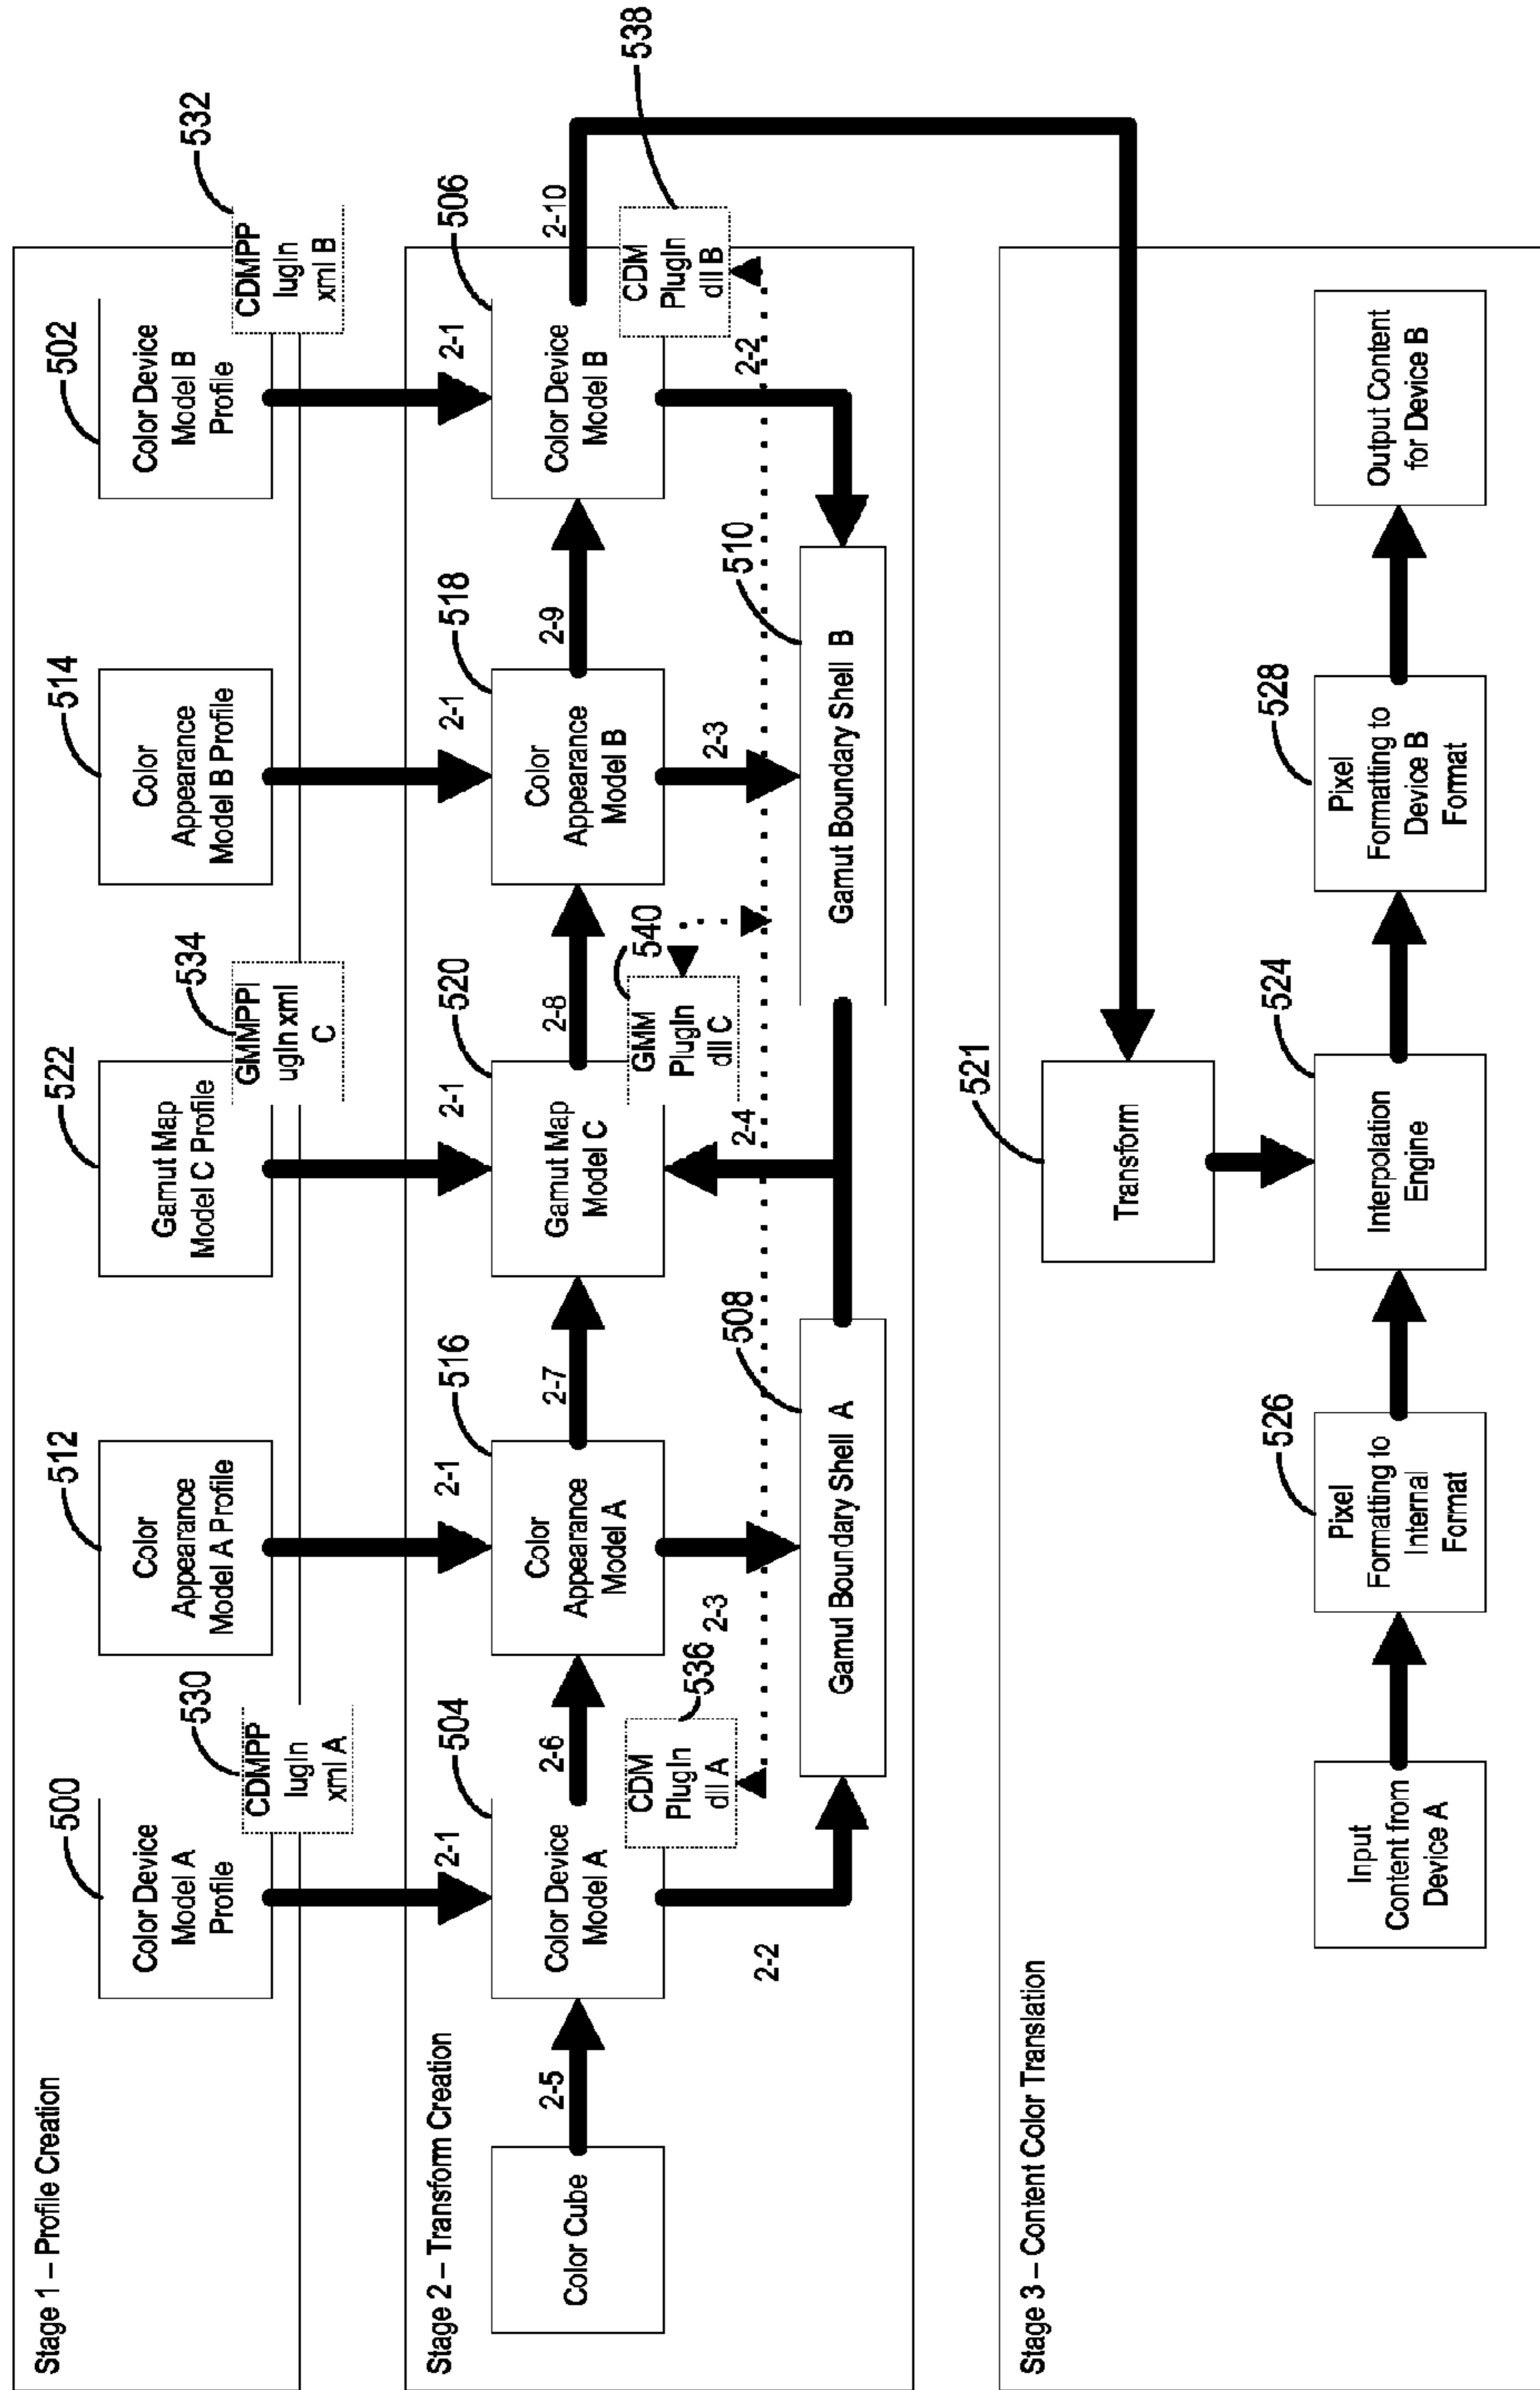 Stage 1 – Profile Creation
500
Color Device
Model A
Profile
530
CDMPP
lugIn
xml A
512
Color
Appearance
Model A Profile
522
Gamut Map
Model C Profile
534
GMMPPl
ugIn xml
C
514
Color
Appearance
Model B Profile
502
Color Device
Model B
Profile
532
CDMPP
lugIn
xml B
Stage 2 – Transform Creation
2-1
2-1
2-1
2-1
2-1
Color Cube
2-5
504
Color Device
Model A
2-6
516
Color
Appearance
Model A
2-7
520
Gamut Map
Model C
2-8
518
Color
Appearance
Model B
2-9
506
Color Device
Model B
2-10
536
CDM
PlugIn
dll A
540
GMM
PlugIn
dll C
538
CDM
PlugIn
dll B
2-2
2-3
2-4
2-3
2-2
508
Gamut Boundary Shell A
510
Gamut Boundary Shell B
Stage 3 – Content Color Translation
521
Transform
Input
Content from
Device A
526
Pixel
Formatting to
Internal
Format
524
Interpolation
Engine
528
Pixel
Formatting to
Device B
Format
Output Content
for Device B